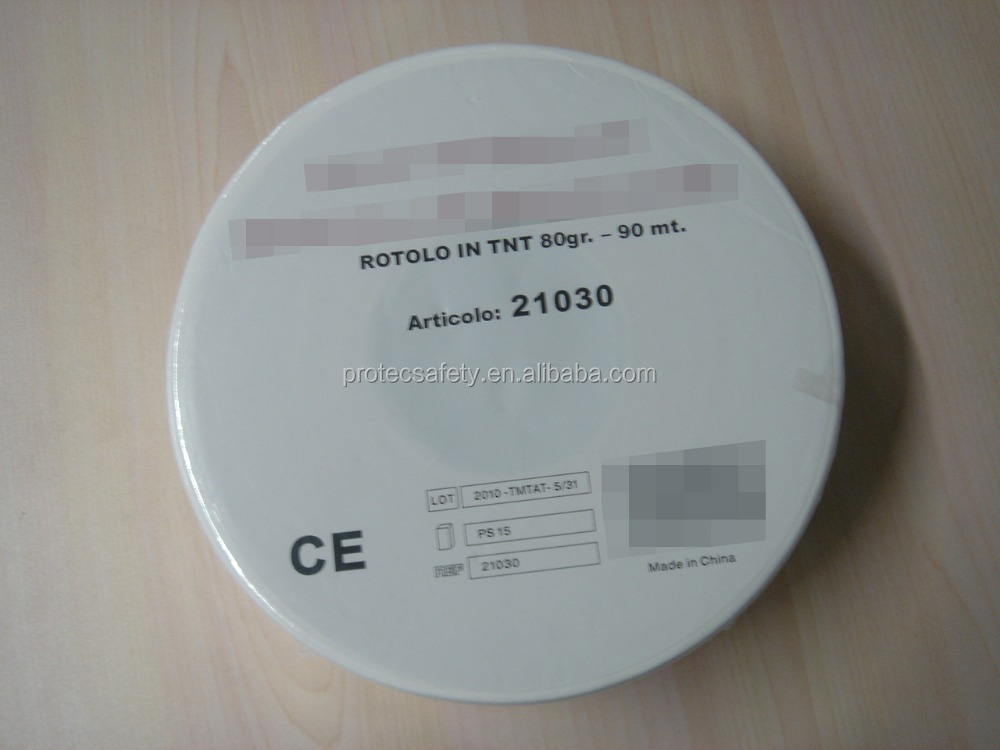 ROTOLO IN TNT 80gr. – 90 mt.
Articolo: 21030
protecsafety.en.alibaba.com
LOT 2010-TMTAT- 5/31
PS 15
REF 21030
CE
Made in China